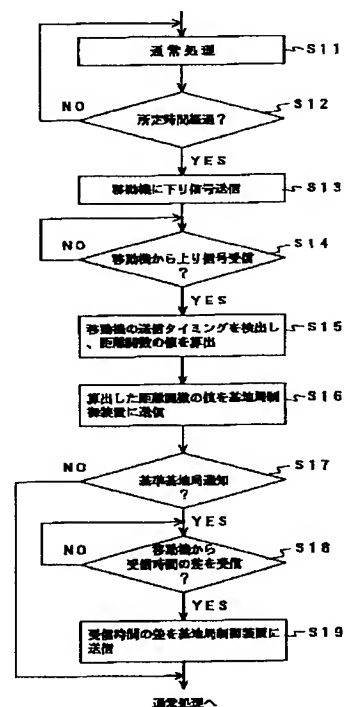 通常処理
S11
所定時間経過?
S12
NO
YES
移動機に下り信号送信
S13
移動機から上り信号受信
?
S14
NO
YES
移動機の送信タイミングを検出し
、距離関数の値を算出
S15
算出した距離関数の値を基地局制
御装置に送信
S16
基準基地局通知
?
S17
NO
YES
移動機から
受信時間の差を受信
?
S18
NO
YES
受信時間の差を基地局制御装置に
送信
S19
通常処理へ